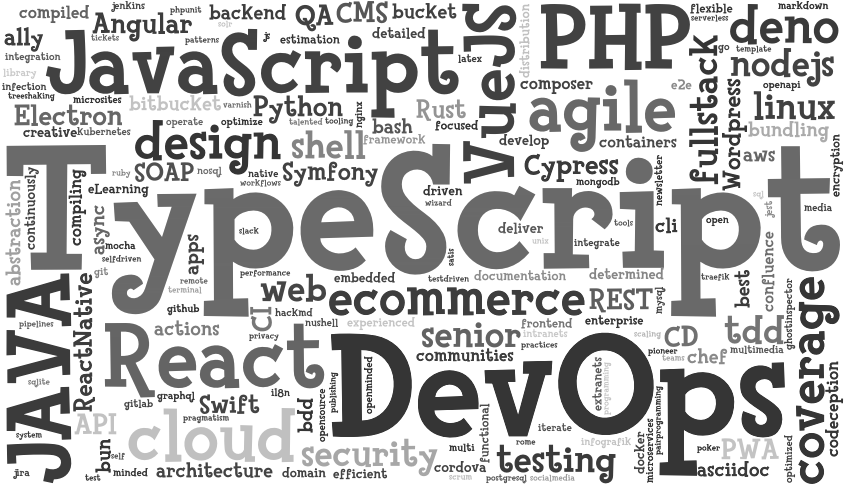 compiled
jenkins
Angular
phpunit
backend
solr
QA
CMS
bucket
VueJS
distribution
PHP
flexible
serverless
markdown
deno
ally
integration
library
infection
treeshaking
tickets
patterns
js
estimation
detailed
JavaScript
latex
go
template
nodejs
fullstack
Wordpress
openapi
microsites
bitbucket
varnish
Python
nginx
Rust
composer
agile
e2e
linux
Electron
creative
Kubernetes
operate
optimize
talented
tooling
bash
framework
focused
develop
containers
bundling
encryption
design
shell
SOAP
nosql
native
workflows
Symfony
Cypress
mongodb
newsletter
aws
ruby
eLearning
continuously
compiling
TypeScript
driven
wizard
sql
jest
media
abstraction
async
mocha
selfdriven
git
apps
slack
deliver
unix
integrate
tools
cli
open
satis
performance
embedded
testdriven
documentation
determined
mysql
traefik
best
confluence
remote
terminal
github
web
ecommerce
REST
ghostinspector
JAVA
pipelines
ReactNative
actions
CI
privacy
hackmd
nushell
experienced
senior
frontend
intranets
practices
enterprise
scaling
pioneer
CD
teams
chef
tdd
multimedia
coverage
codeception
communities
React
sqlite
openminded
publishing
DevOps
extranets
programming
pairprogramming
microservices
docker
gitlab
graphql
pragmatism
Swift
i18n
opensource
bdd
API
cloud
security
system
jira
bun
self
test
minded
architecture
domain
efficient
multi
cordova
scrum
functional
rome
iterate
infografik
testing
postgresql
socialmedia
poker
PWA
asciidoc
optimized